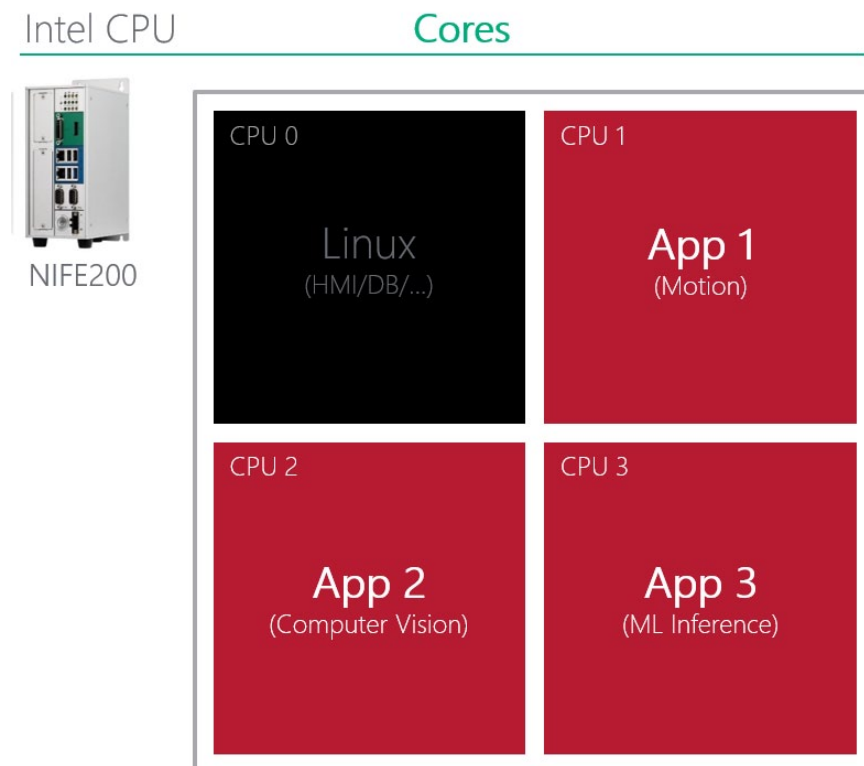 Intel CPU
Cores
NIFE200
CPU 0
Linux
(HMI/DB/...)
CPU 1
App 1
(Motion)
CPU 2
App 2
(Computer Vision)
CPU 3
App 3
(ML Inference)